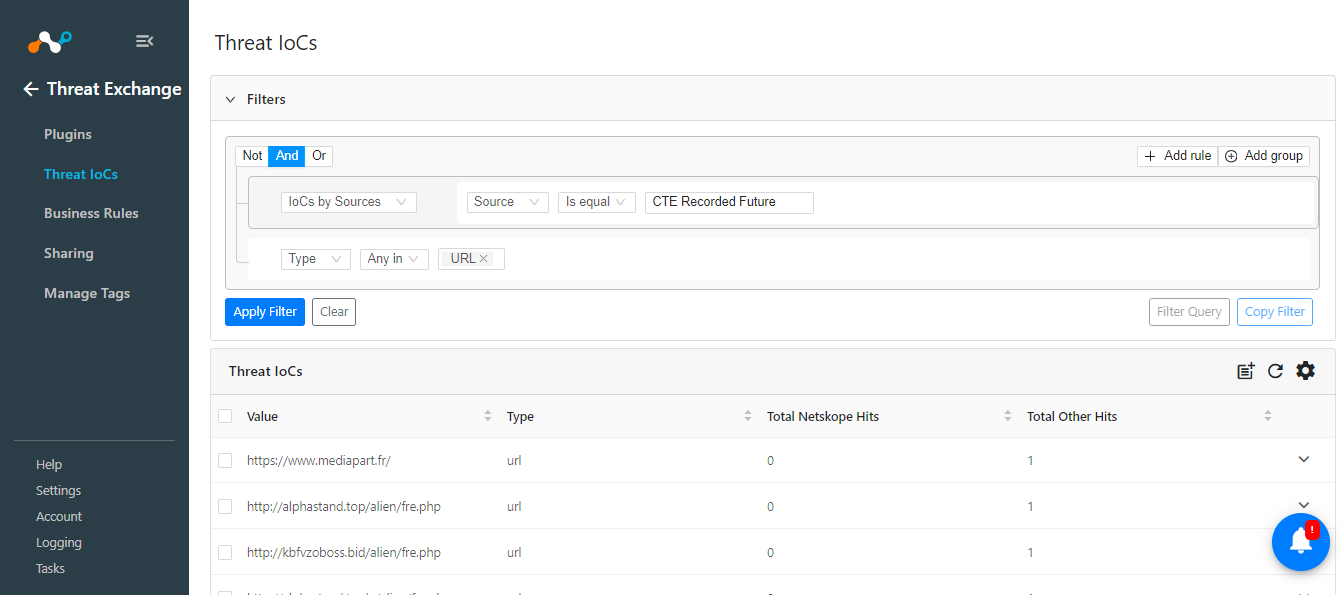 Threat Exchange
Plugins
Threat IoCs
Business Rules
Sharing
Manage Tags
Help
Settings
Account
Logging
Tasks
Threat IoCs
Filters
Not And Or
Add rule Add group
IoCs by Sources Source Is equal CTE Recorded Future
Type Any in URL
Apply Filter Clear
Filter Query Copy Filter
Threat IoCs
Value Type Total Netskope Hits Total Other Hits
https://www.mediapart.fr/ url 0 1
http://alphastand.top/alien/fre.php url 0 1
http://kbfvzoboss.bid/alien/fre.php url 0 1
!